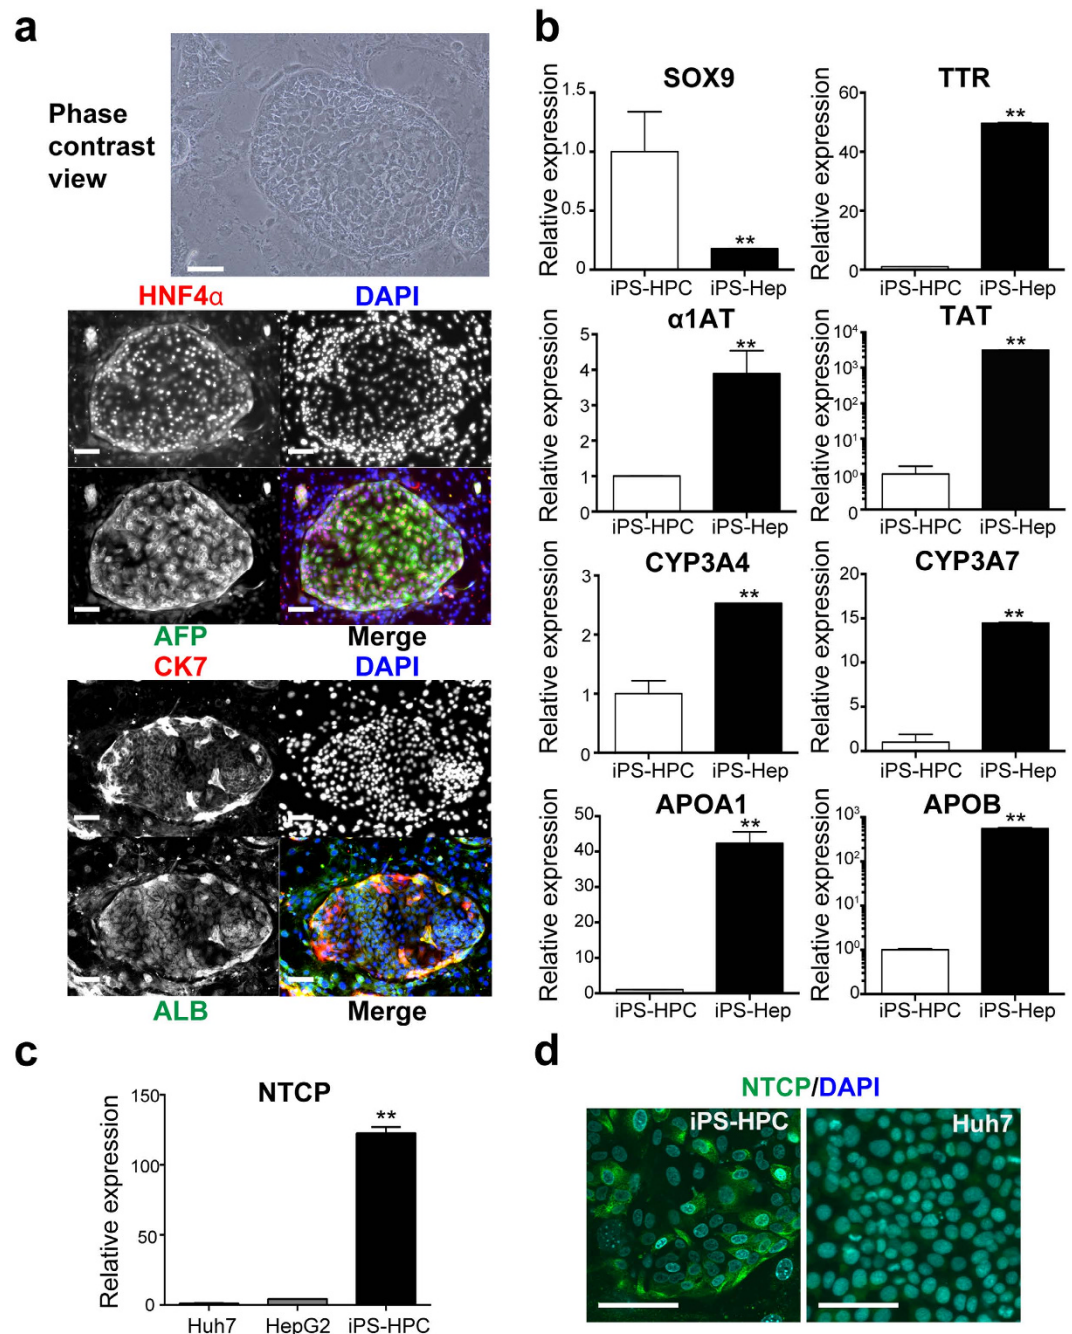 a
Phase
contrast
view
HNF4α
DAPI
AFP
Merge
CK7
DAPI
ALB
Merge
b
SOX9
Relative expression
1.5
1.0
0.5
0
**
iPS-HPC
iPS-Hep
TTR
Relative expression
60
40
20
0
**
iPS-HPC
iPS-Hep
α1AT
Relative expression
5
4
3
2
1
0
**
iPS-HPC
iPS-Hep
TAT
Relative expression
10⁴
10³
10²
10¹
10⁰
0
**
iPS-HPC
iPS-Hep
CYP3A4
Relative expression
3
2
1
0
**
iPS-HPC
iPS-Hep
CYP3A7
Relative expression
20
15
10
5
0
**
iPS-HPC
iPS-Hep
APOA1
Relative expression
50
40
30
20
10
0
**
iPS-HPC
iPS-Hep
APOB
Relative expression
10³
10²
10¹
10⁰
0
**
iPS-HPC
iPS-Hep
c
NTCP
Relative expression
150
100
50
0
**
Huh7
HepG2
iPS-HPC
d
NTCP/DAPI
iPS-HPC
Huh7